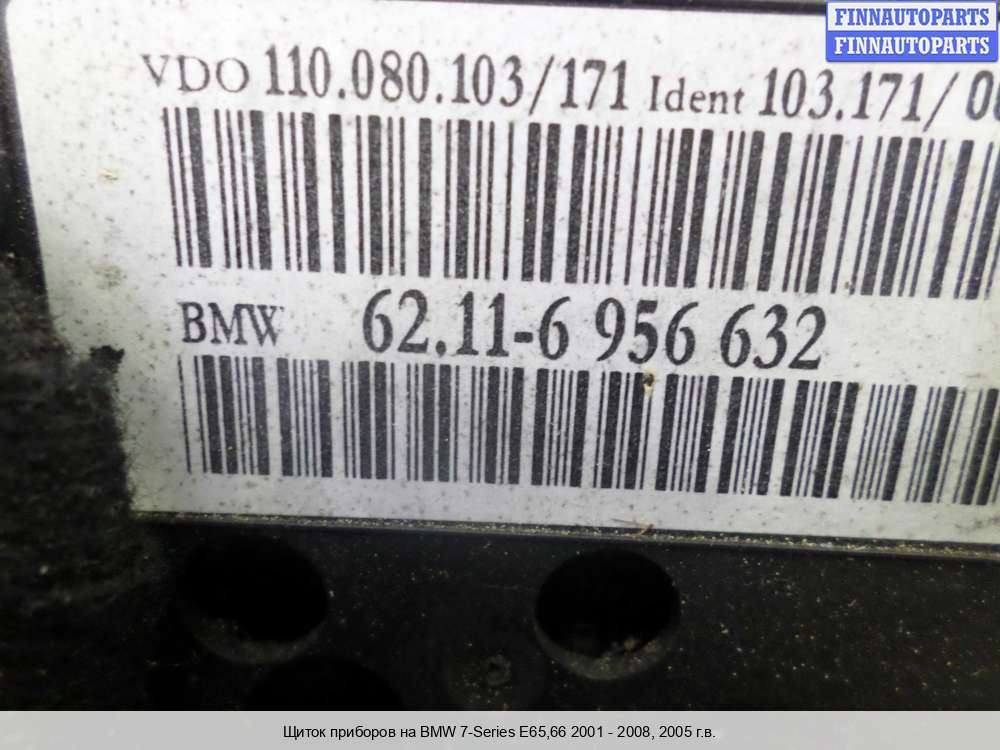 FINNAUTOPARTS
FINNAUTOPARTS
VDO 110.080.103/171 Ident 103.171/
BMW 62.11-6 956 632
Щиток приборов на BMW 7-Series E65,66 2001 - 2008, 2005 г.в.